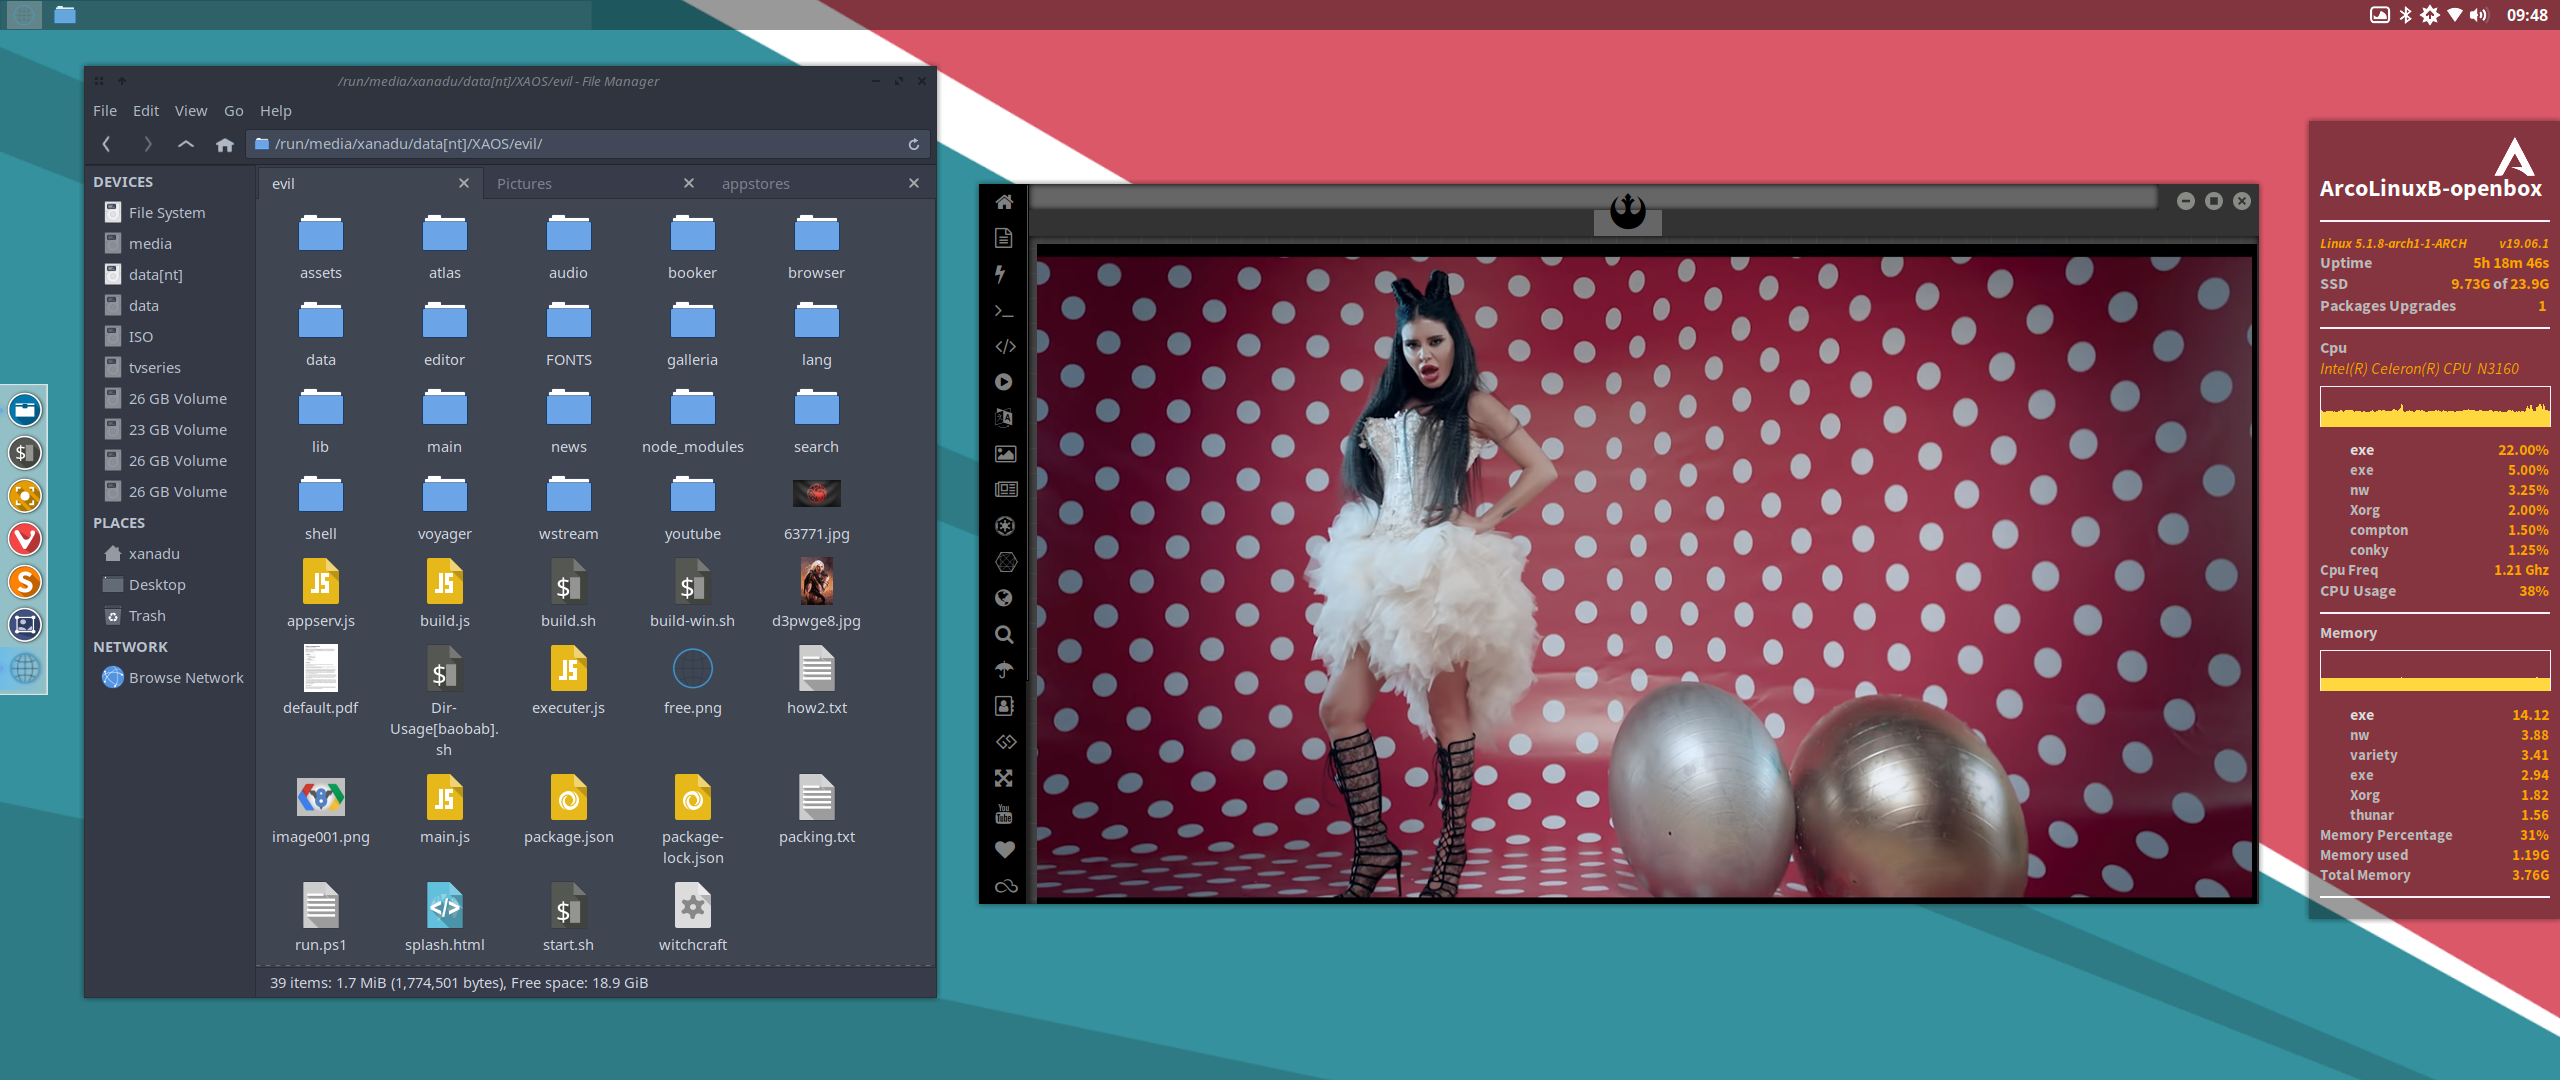 09:48
/run/media/xanadu/data[nt]/XAOS/evil - File Manager
File Edit View Go Help
/run/media/xanadu/data[nt]/XAOS/evil/
DEVICES
File System
media
data[nt]
data
ISO
tvseries
26 GB Volume
23 GB Volume
26 GB Volume
26 GB Volume
PLACES
xanadu
Desktop
Trash
NETWORK
Browse Network
evil Pictures appstores
assets atlas audio booker browser
data editor FONTS galleria lang
lib main news node_modules search
shell voyager wstream youtube 63771.jpg
appserv.js build.js build.sh build-win.sh d3pwge8.jpg
default.pdf Dir-Usage[baobab].sh executer.js free.png how2.txt
image001.png main.js package.json package-lock.json packing.txt
run.ps1 splash.html start.sh witchcraft
39 items: 1.7 MiB (1,774,501 bytes), Free space: 18.9 GiB
You
Tube
ArcoLinuxB-openbox
Linux 5.1.8-arch1-1-ARCH v19.06.1
Uptime 5h 18m 46s
SSD 9.73G of 23.9G
Packages Upgrades 1
Cpu
Intel(R) Celeron(R) CPU N3160
exe 22.00%
exe 5.00%
nw 3.25%
Xorg 2.00%
compton 1.50%
conky 1.25%
Cpu Freq 1.21 Ghz
CPU Usage 38%
Memory
exe 14.12
nw 3.88
variety 3.41
exe 2.94
Xorg 1.82
thunar 1.56
Memory Percentage 31%
Memory used 1.19G
Total Memory 3.76G